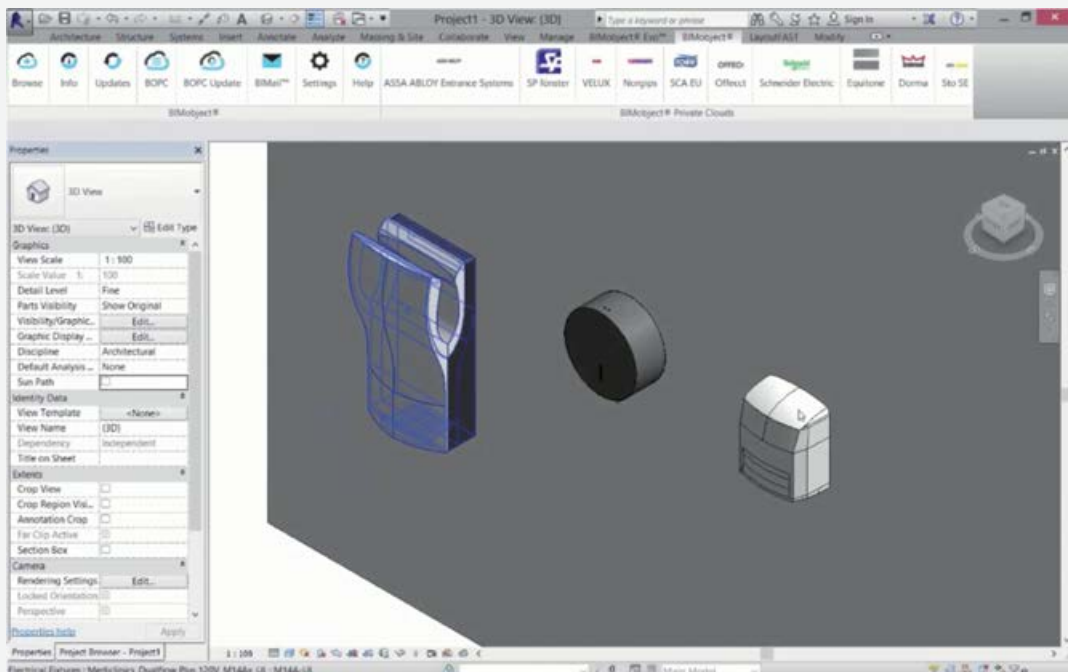 Project1 - 3D View: {3D}
Type a keyword or phrase
Sign In
Architecture Structure Systems Insert Annotate Analyze Massing & Site Collaborate View Manage BIMobject® Exo™ BIMobject® LayoutFAST Modify
Browse Info Updates BOPC BOPC Update BIMail™ Settings Help ASSA ABLOY Entrance Systems SP fönster VELUX Norgips SCA EU Offecct Schneider Electric Equitone Dorma Sto SE
BIMobject® BIMobject® Private Clouds
Properties
3D View
3D View: {3D} Edit Type
Graphics
View Scale 1 : 100
Scale Value 1: 100
Detail Level Fine
Parts Visibility Show Original
Visibility/Graphic... Edit...
Graphic Display ... Edit...
Discipline Architectural
Default Analysis ... None
Sun Path
Identity Data
View Template <None>
View Name {3D}
Dependency Independent
Title on Sheet
Extents
Crop View
Crop Region Visi...
Annotation Crop
Far Clip Active
Section Box
Camera
Rendering Settings Edit...
Locked Orientation
Perspective
Properties help Apply
Properties Project Browser - Project1
1 : 100
Main Model